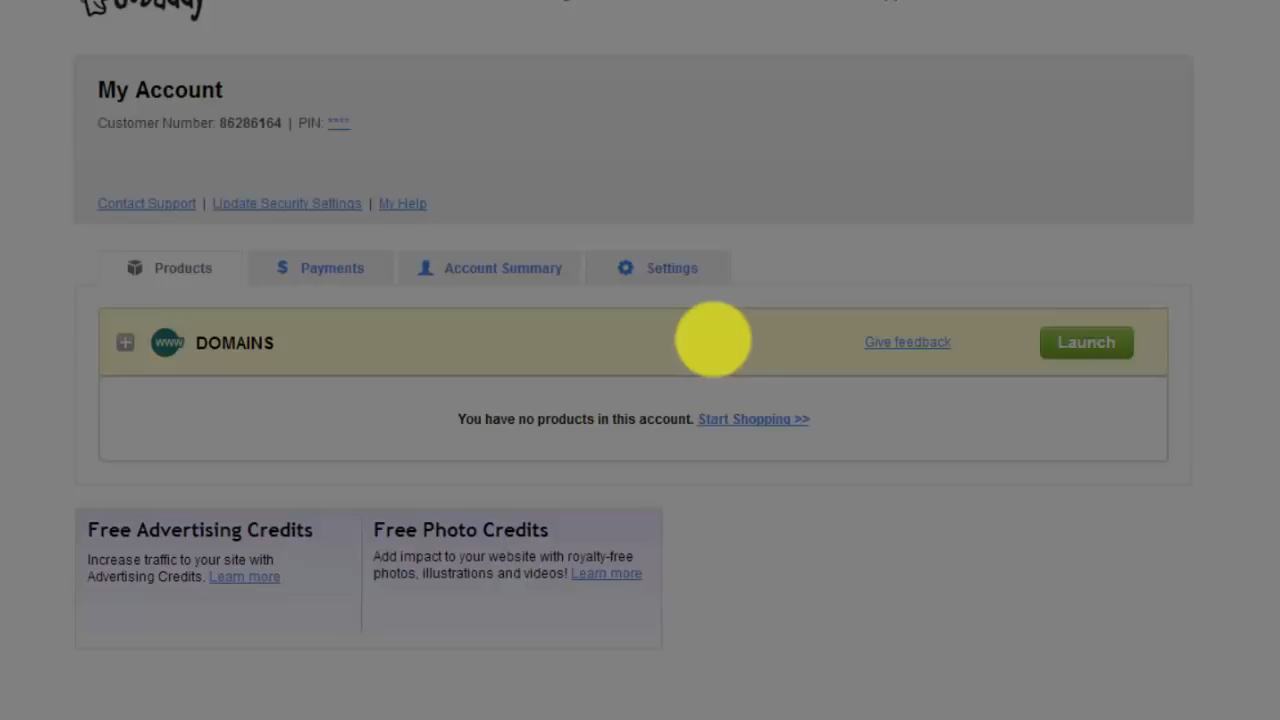 My Account
Customer Number: 86286164 | PIN: ****
Contact Support | Update Security Settings | My Help
Products
$ Payments
Account Summary
Settings
www DOMAINS
Give feedback
Launch
You have no products in this account. Start Shopping >>
Free Advertising Credits
Increase traffic to your site with
Advertising Credits. Learn more
Free Photo Credits
Add impact to your website with royalty-free
photos, illustrations and videos! Learn more